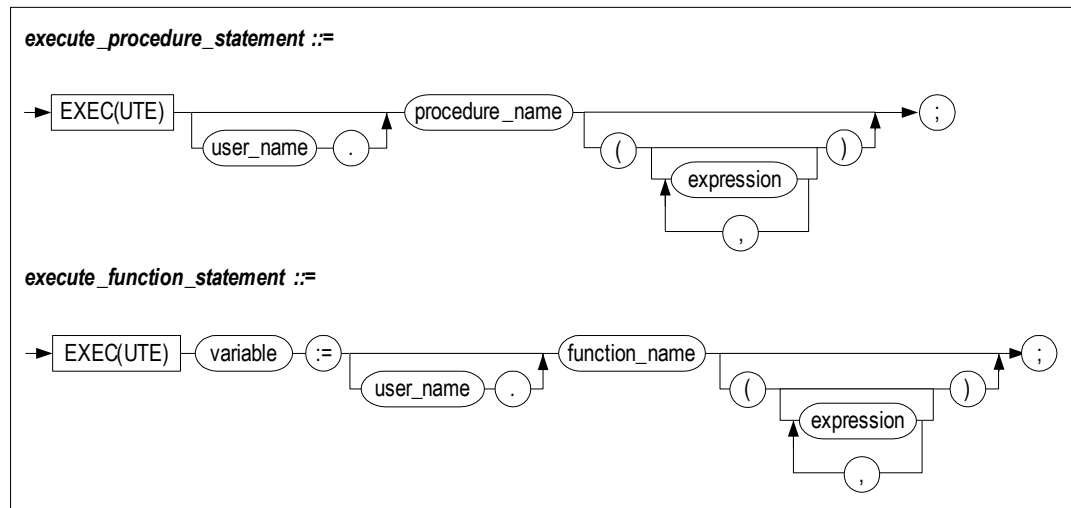 execute_procedure_statement ::=
EXEC(UTE) procedure_name ;
user_name . ( )
expression
,
execute_function_statement ::=
EXEC(UTE) variable := function_name ;
user_name . ( )
expression
,